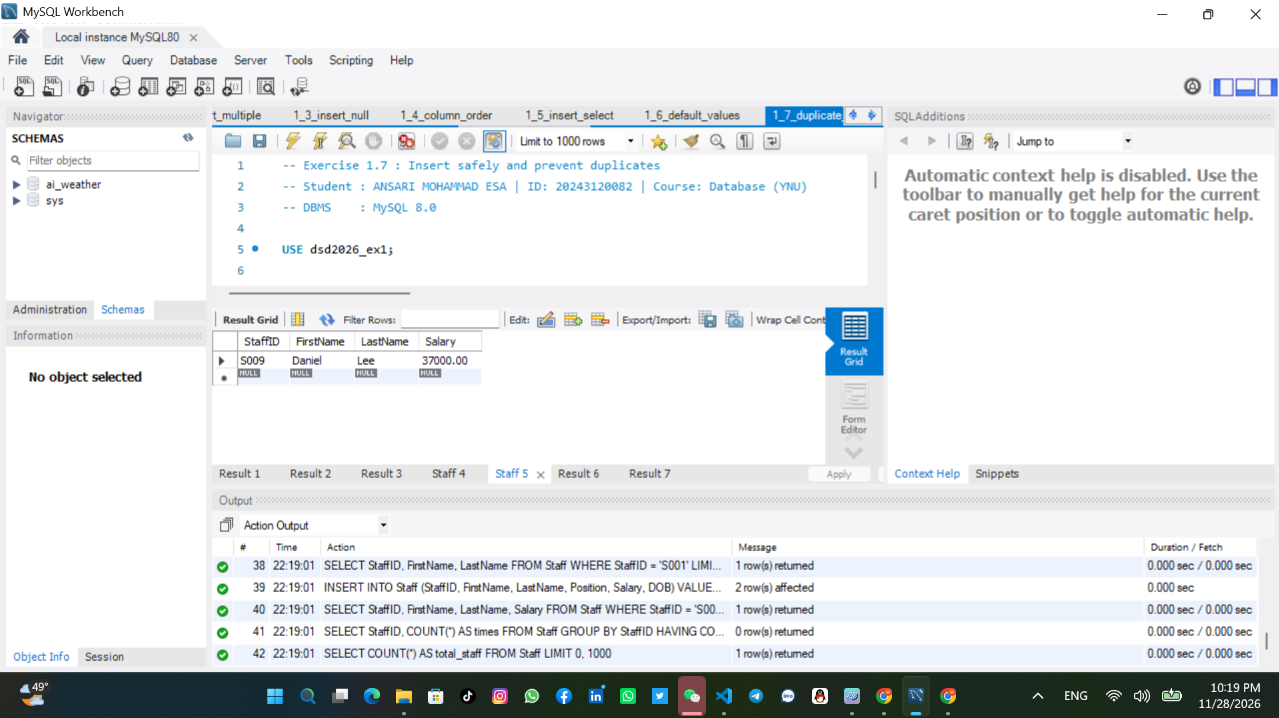 MySQL Workbench
Local instance MySQL80
File Edit View Query Database Server Tools Scripting Help
Navigator
SCHEMAS
Filter objects
ai_weather
sys
Administration Schemas
Information
No object selected
Object Info Session
t_multiple 1_3_insert_null 1_4_column_order 1_5_insert_select 1_6_default_values 1_7_duplicate
Limit to 1000 rows
1 -- Exercise 1.7 : Insert safely and prevent duplicates
2 -- Student : ANSARI MOHAMMAD ESA | ID: 20243120082 | Course: Database (YNU)
3 -- DBMS : MySQL 8.0
4
5 USE dsd2026_ex1;
6
Result Grid Filter Rows: Edit: Export/Import: Wrap Cell Cont
StaffID FirstName LastName Salary
S009 Daniel Lee 37000.00
NULL NULL NULL NULL
Result Grid
Form Editor
Result 1 Result 2 Result 3 Staff 4 Staff 5 Result 6 Result 7 Apply
SQLAdditions
Jump to
Automatic context help is disabled. Use the
toolbar to manually get help for the current
caret position or to toggle automatic help.
Context Help Snippets
Output
Action Output
# Time Action Message Duration / Fetch
38 22:19:01 SELECT StaffID, FirstName, LastName FROM Staff WHERE StaffID = 'S001' LIMI... 1 row(s) returned 0.000 sec / 0.000 sec
39 22:19:01 INSERT INTO Staff (StaffID, FirstName, LastName, Position, Salary, DOB) VALUE... 2 row(s) affected 0.000 sec
40 22:19:01 SELECT StaffID, FirstName, LastName, Salary FROM Staff WHERE StaffID = 'S00... 1 row(s) returned 0.000 sec / 0.000 sec
41 22:19:01 SELECT StaffID, COUNT(*) AS times FROM Staff GROUP BY StaffID HAVING CO... 0 row(s) returned 0.000 sec / 0.000 sec
42 22:19:01 SELECT COUNT(*) AS total_staff FROM Staff LIMIT 0, 1000 1 row(s) returned 0.000 sec / 0.000 sec
49°
ENG
10:19 PM
11/28/2026